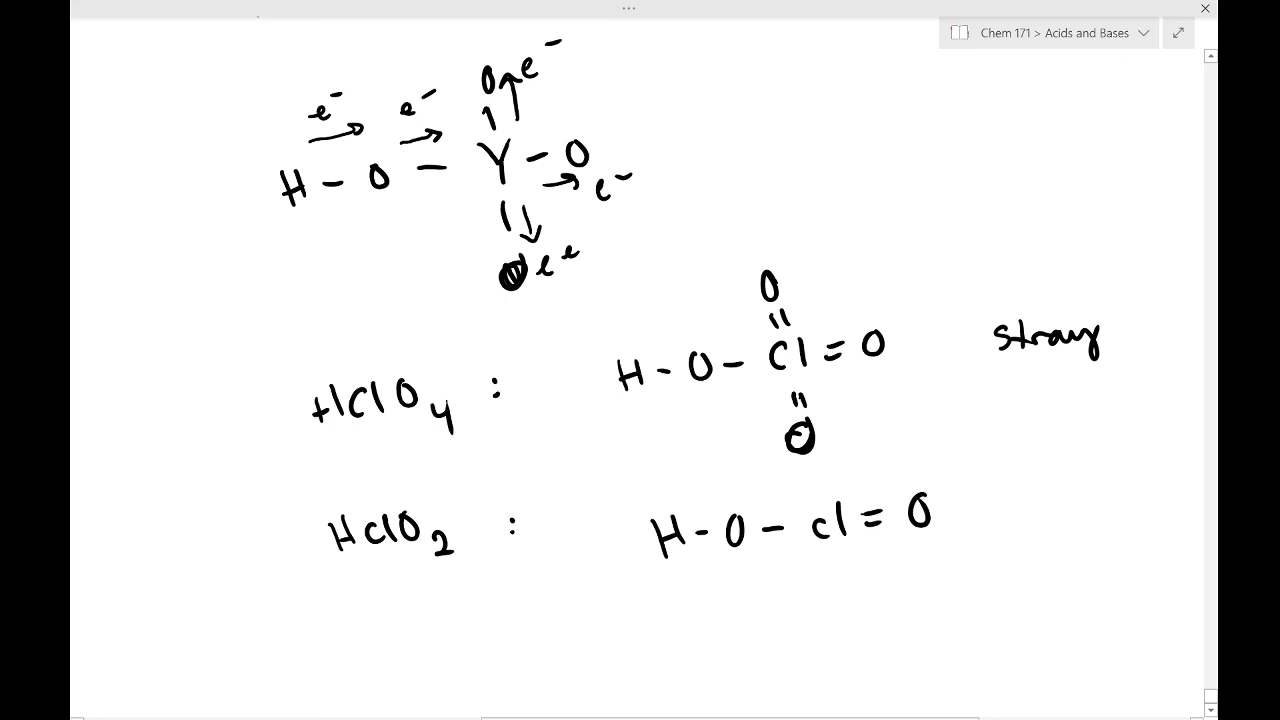 Chem 171 > Acids and Bases
O e⁻
e⁻ e⁻
H - O - Y - O
e⁻
O e e
O
HClO₄ : H - O - Cl = O strong
O
HClO₂ : H - O - Cl = O